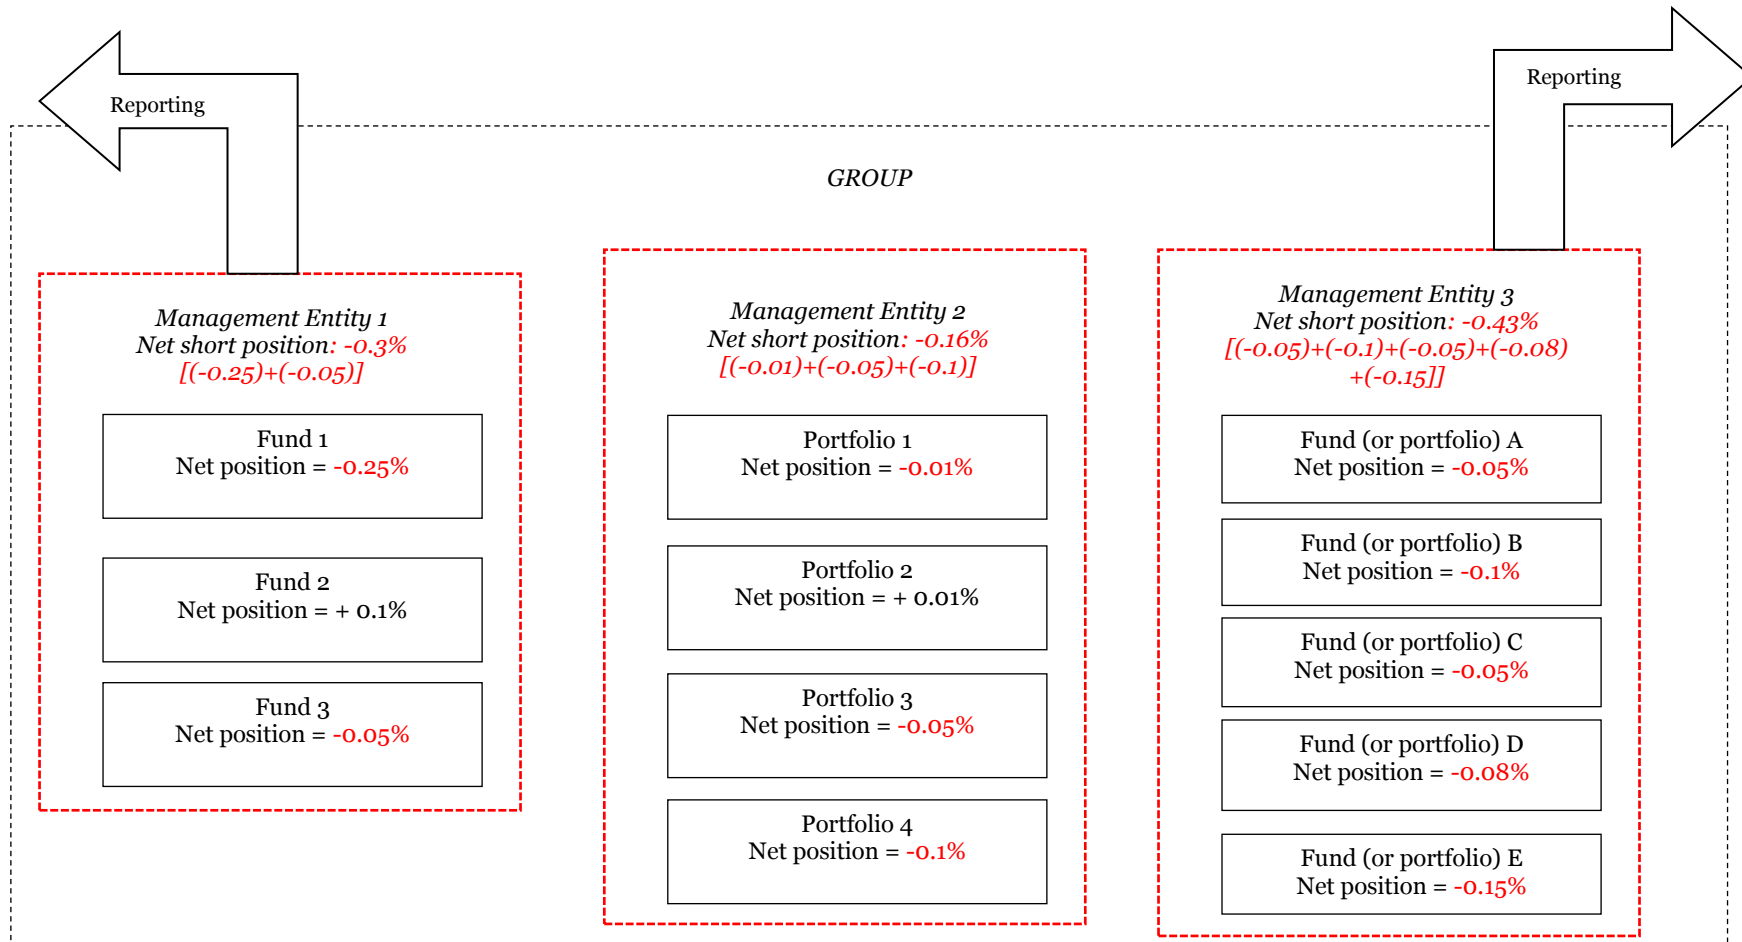 Reporting
Reporting
GROUP
Management Entity 1
Net short position: -0.3%
[(-0.25)+(-0.05)]
Fund 1
Net position = -0.25%
Fund 2
Net position = + 0.1%
Fund 3
Net position = -0.05%
Management Entity 2
Net short position: -0.16%
[(-0.01)+(-0.05)+(-0.1)]
Portfolio 1
Net position = -0.01%
Portfolio 2
Net position = + 0.01%
Portfolio 3
Net position = -0.05%
Portfolio 4
Net position = -0.1%
Management Entity 3
Net short position: -0.43%
[(-0.05)+(-0.1)+(-0.05)+(-0.08)
+(-0.15]]
Fund (or portfolio) A
Net position = -0.05%
Fund (or portfolio) B
Net position = -0.1%
Fund (or portfolio) C
Net position = -0.05%
Fund (or portfolio) D
Net position = -0.08%
Fund (or portfolio) E
Net position = -0.15%